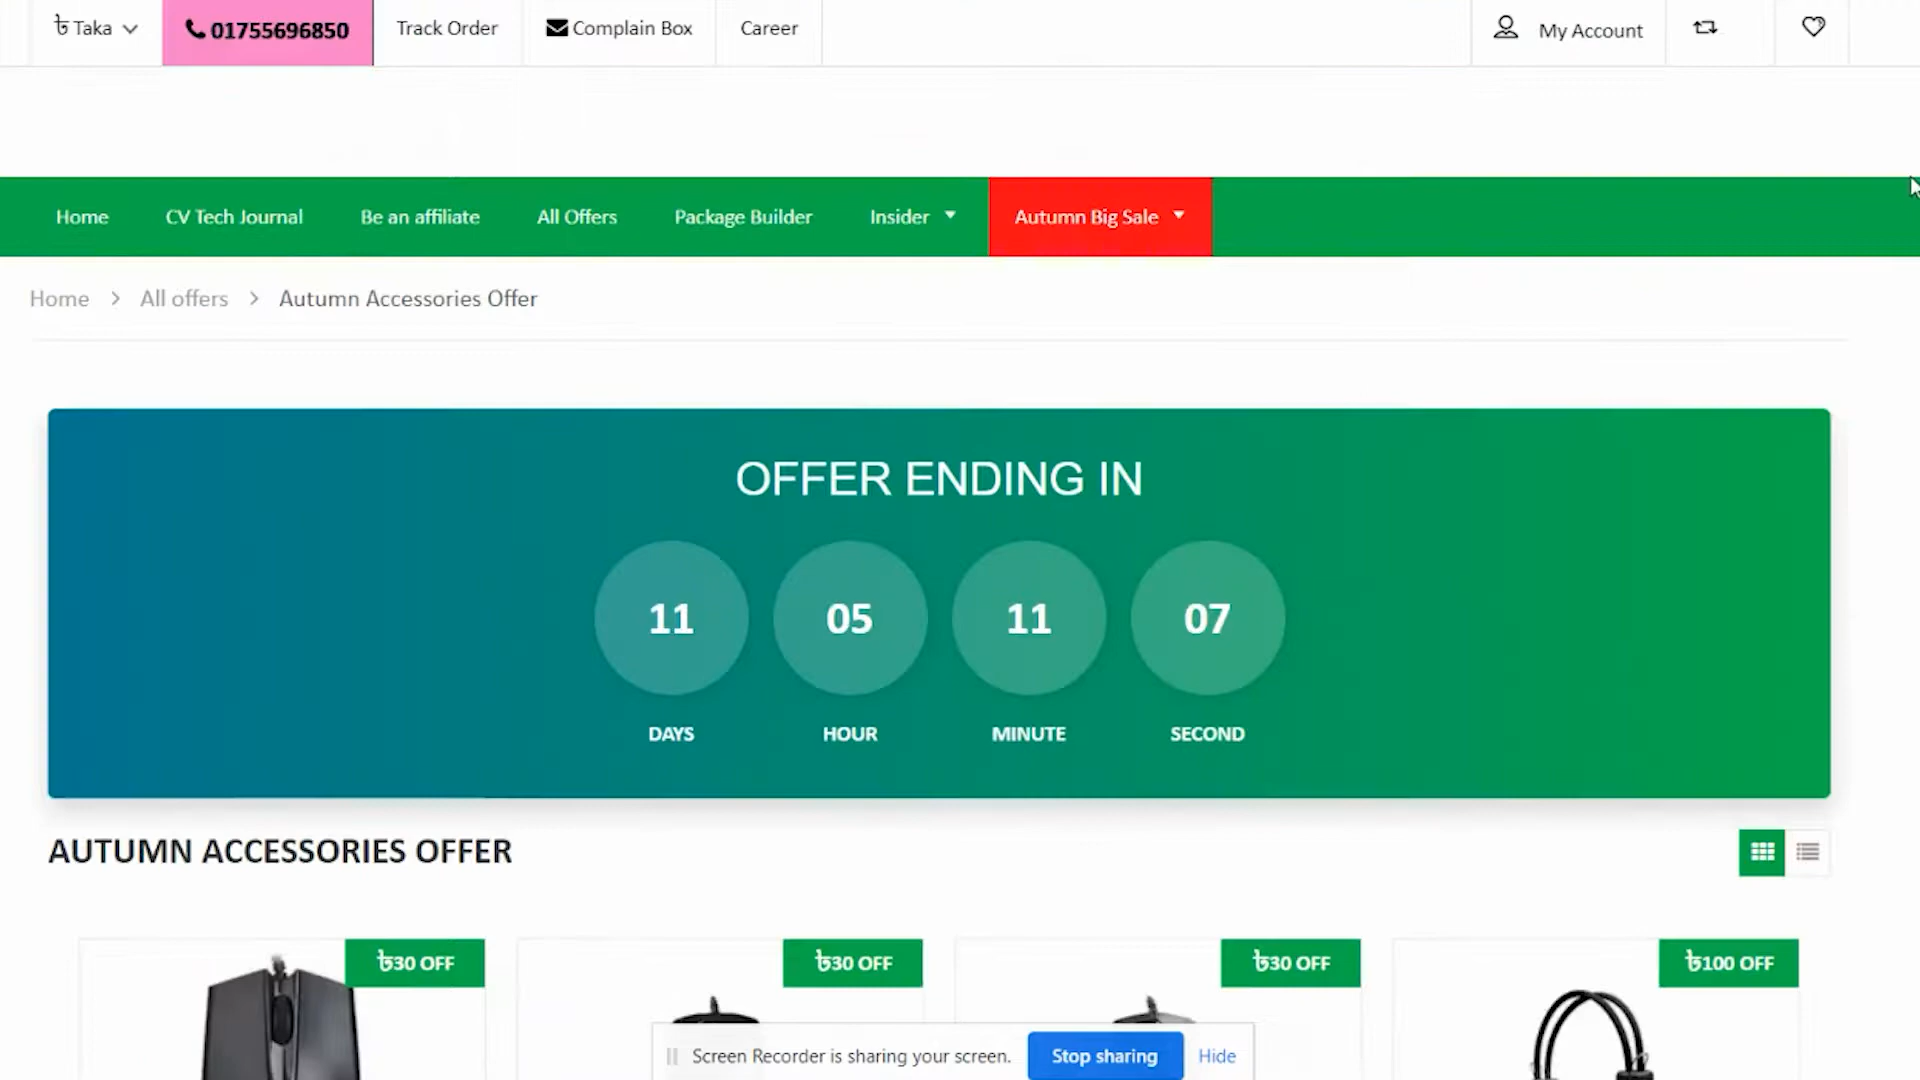 ৳ Taka
01755696850
Track Order
Complain Box
Career
My Account
Home
CV Tech Journal
Be an affiliate
All Offers
Package Builder
Insider
Autumn Big Sale
Home > All offers > Autumn Accessories Offer
OFFER ENDING IN
11 05 11 07
DAYS HOUR MINUTE SECOND
AUTUMN ACCESSORIES OFFER
৳30 OFF
৳30 OFF
৳30 OFF
৳100 OFF
Screen Recorder is sharing your screen.
Stop sharing
Hide